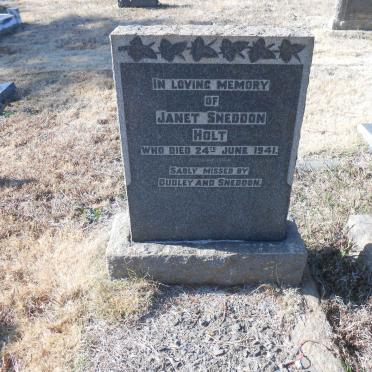 In loving memory
of
Janet Sneddon
Holt
who died 24th June 1941.
Sadly missed by
Dudley and Sneddon.